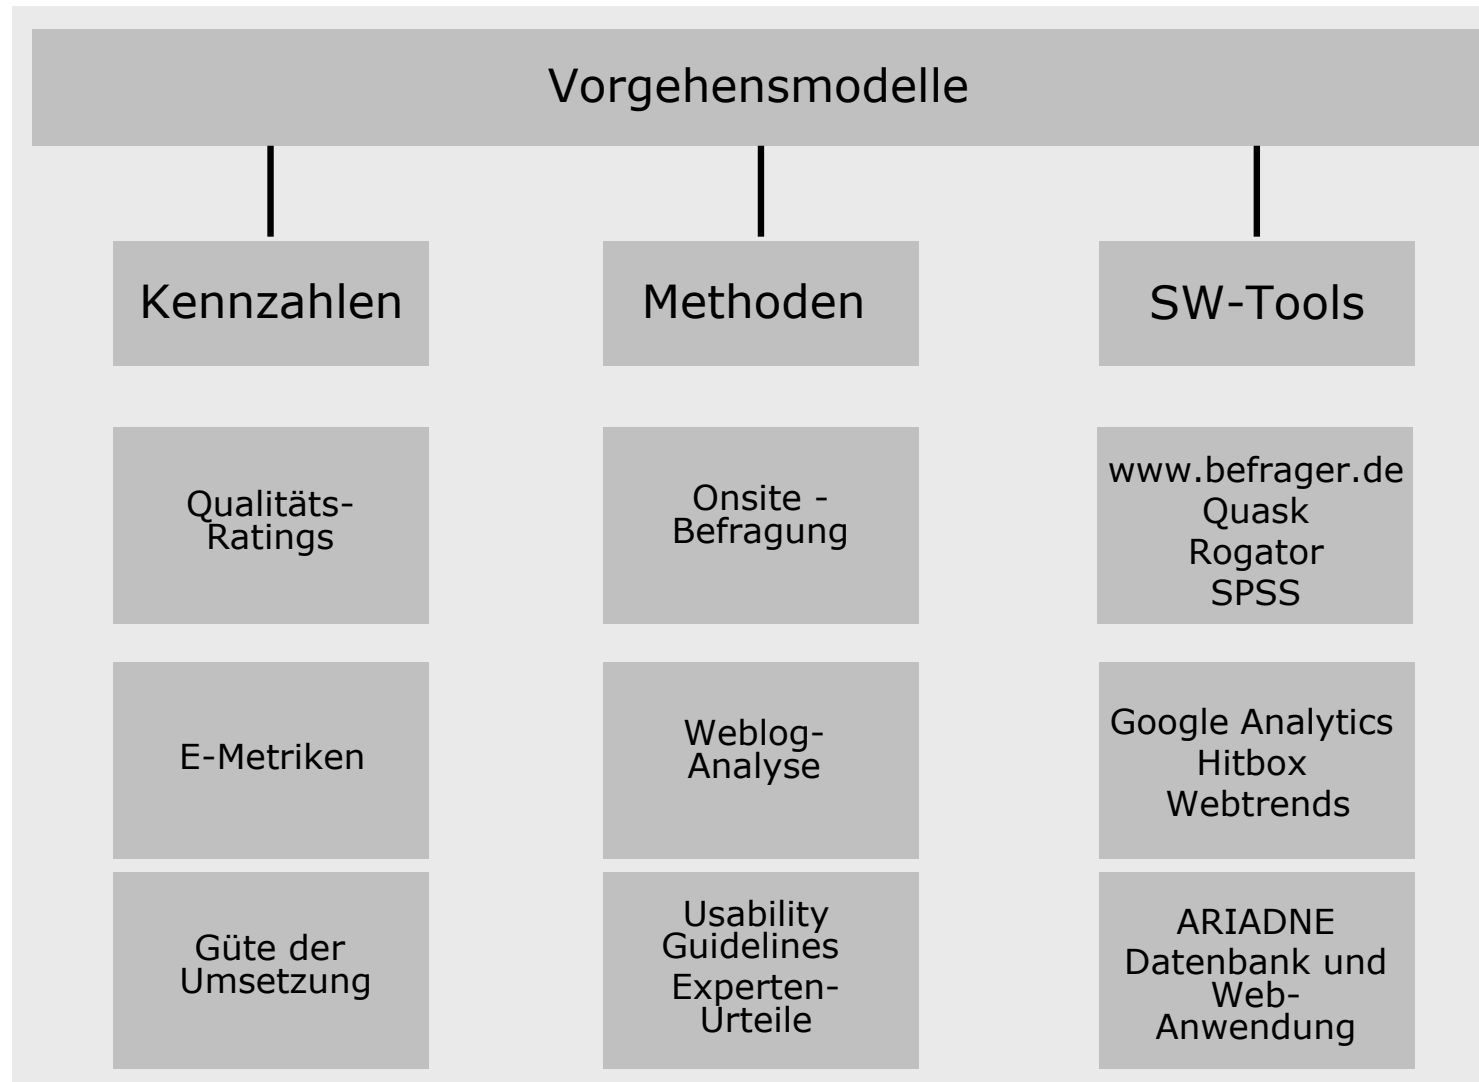 Vorgehensmodelle
Kennzahlen
Methoden
SW-Tools
Qualitäts-
Ratings
Onsite -
Befragung
www.befrager.de
Quask
Rogator
SPSS
E-Metriken
Weblog-
Analyse
Google Analytics
Hitbox
Webtrends
Güte der
Umsetzung
Usability
Guidelines
Experten-
Urteile
ARIADNE
Datenbank und
Web-
Anwendung